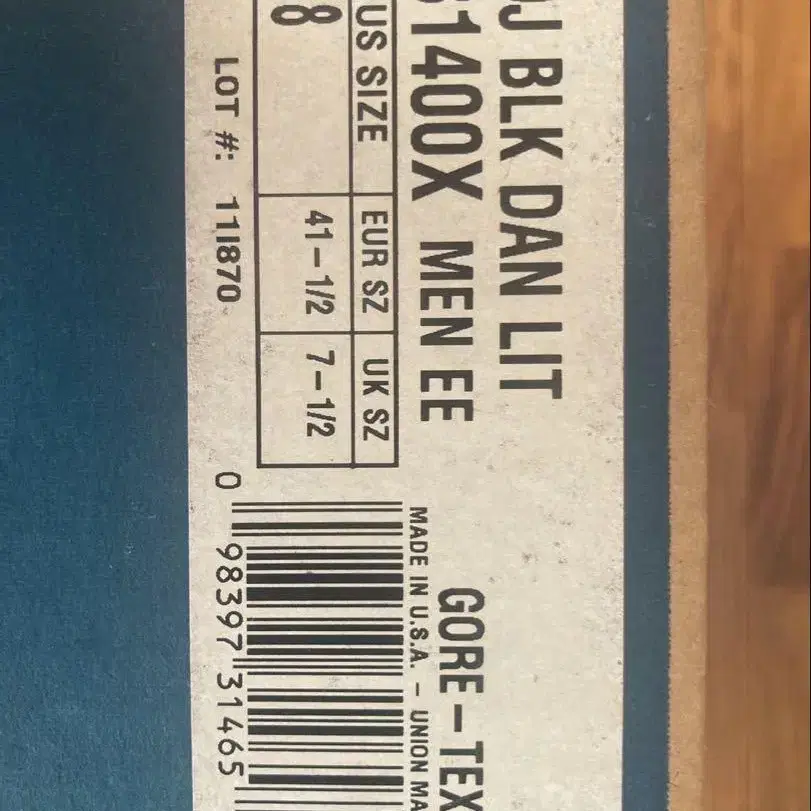 J BLK DAN LIT
1400X MEN EE
US SIZE EUR SZ UK SZ
8 41-1/2 7-1/2
LOT #: 111870
GORE-TEX
MADE IN U.S.A. - UNION MA
0 98397 31465